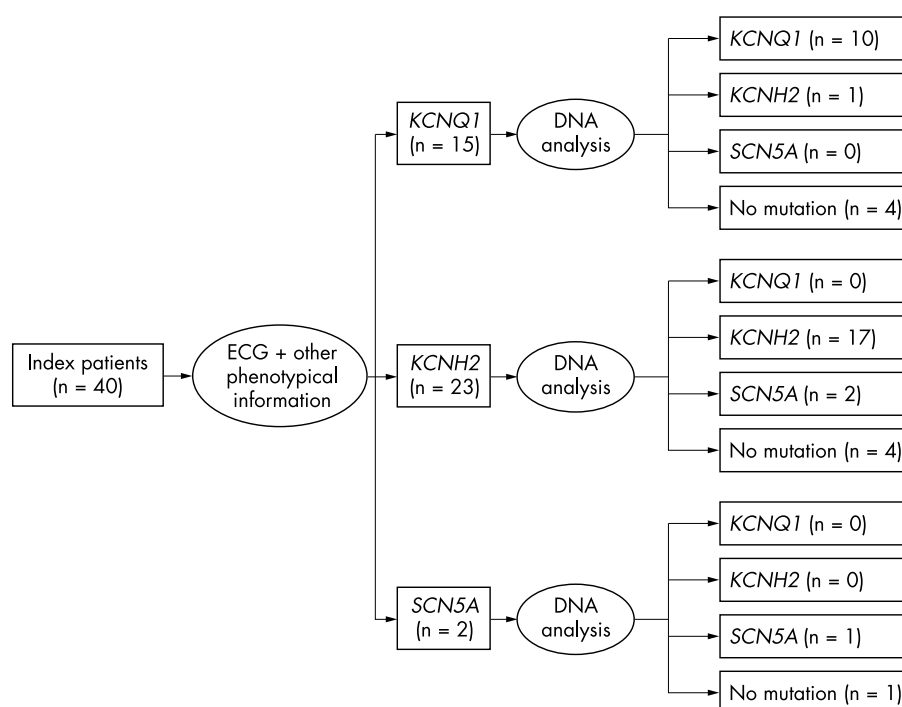 Index patients
(n = 40)
ECG + other
phenotypical
information
KCNQ1
(n = 15)
DNA
analysis
KCNQ1 (n = 10)
KCNH2 (n = 1)
SCN5A (n = 0)
No mutation (n = 4)
KCNH2
(n = 23)
DNA
analysis
KCNQ1 (n = 0)
KCNH2 (n = 17)
SCN5A (n = 2)
No mutation (n = 4)
SCN5A
(n = 2)
DNA
analysis
KCNQ1 (n = 0)
KCNH2 (n = 0)
SCN5A (n = 1)
No mutation (n = 1)